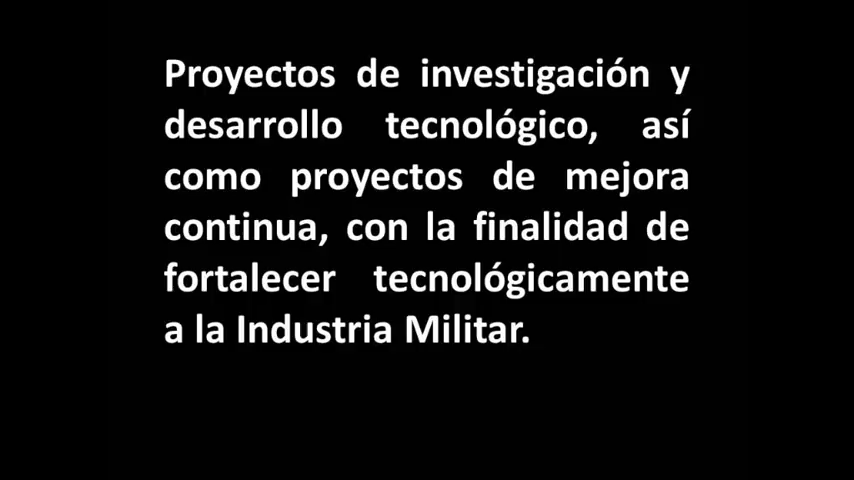 Proyectos de investigación y
desarrollo tecnológico, así
como proyectos de mejora
continua, con la finalidad de
fortalecer tecnológicamente
a la Industria Militar.